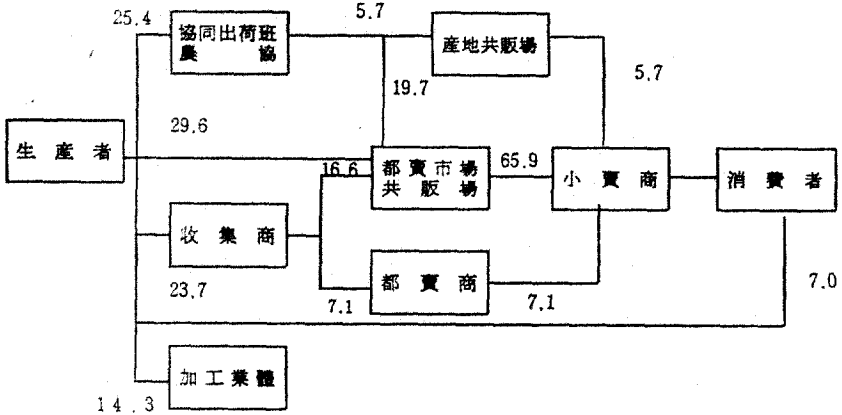 25.4
5.7
協同出荷班
農協
産地共販場
5.7
19.7
29.6
生産者
16.6
都賣市場
共販場
65.9
小賣商
消費者
收集商
都賣商
23.7
7.1
7.1
7.0
加工業體
14.3